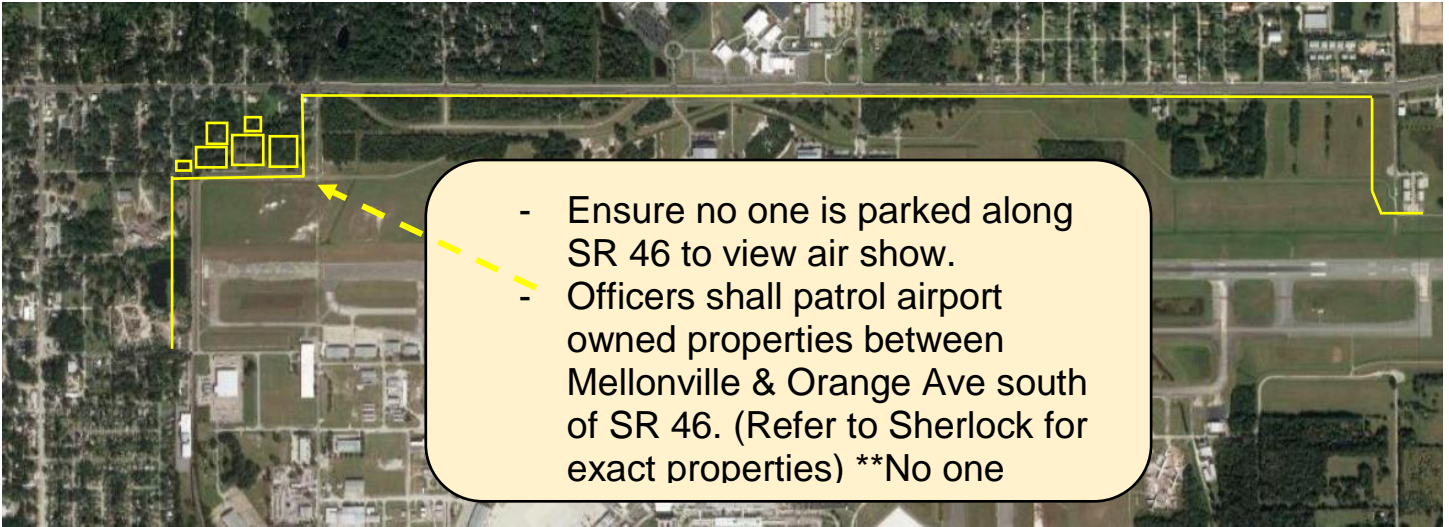 - Ensure no one is parked along
SR 46 to view air show.
- Officers shall patrol airport
owned properties between
Mellonville & Orange Ave south
of SR 46. (Refer to Sherlock for
exact properties) **No one